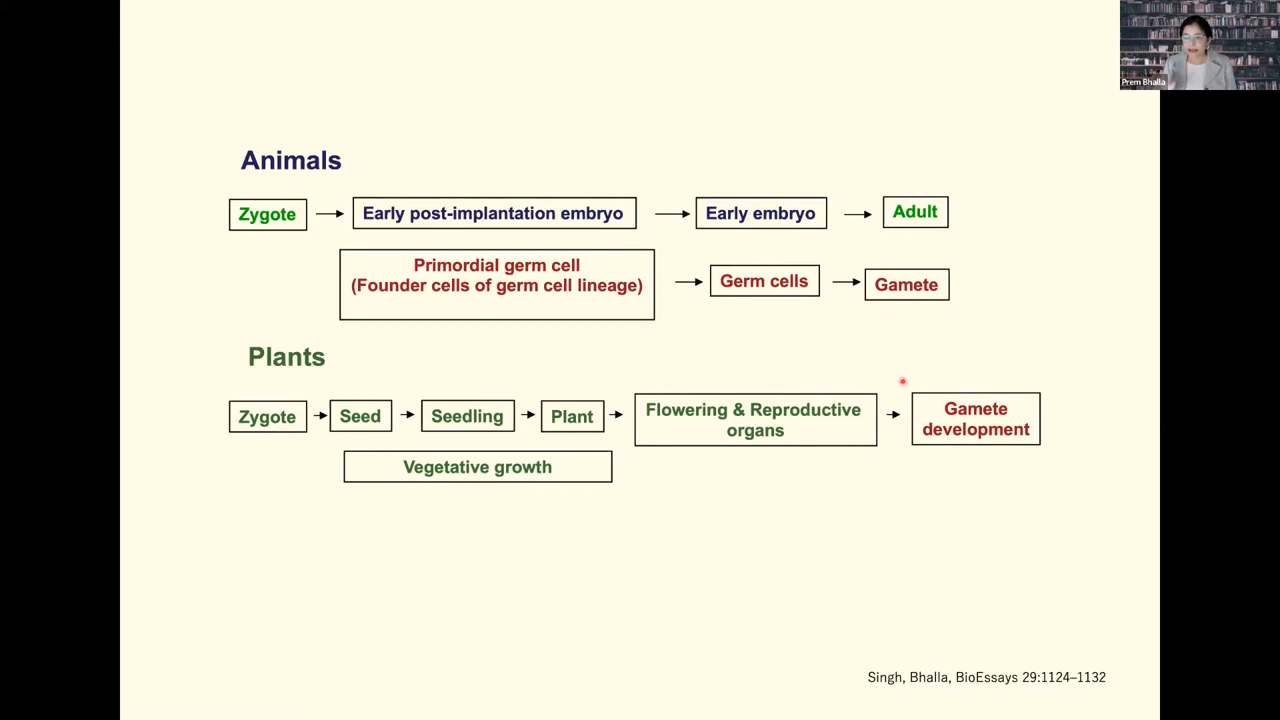 Prem Bhalla
Animals
Zygote
Early post-implantation embryo
Early embryo
Adult
Primordial germ cell
(Founder cells of germ cell lineage)
Germ cells
Gamete
Plants
Zygote
Seed
Seedling
Plant
Flowering & Reproductive
organs
Gamete
development
Vegetative growth
Singh, Bhalla, BioEssays 29:1124–1132